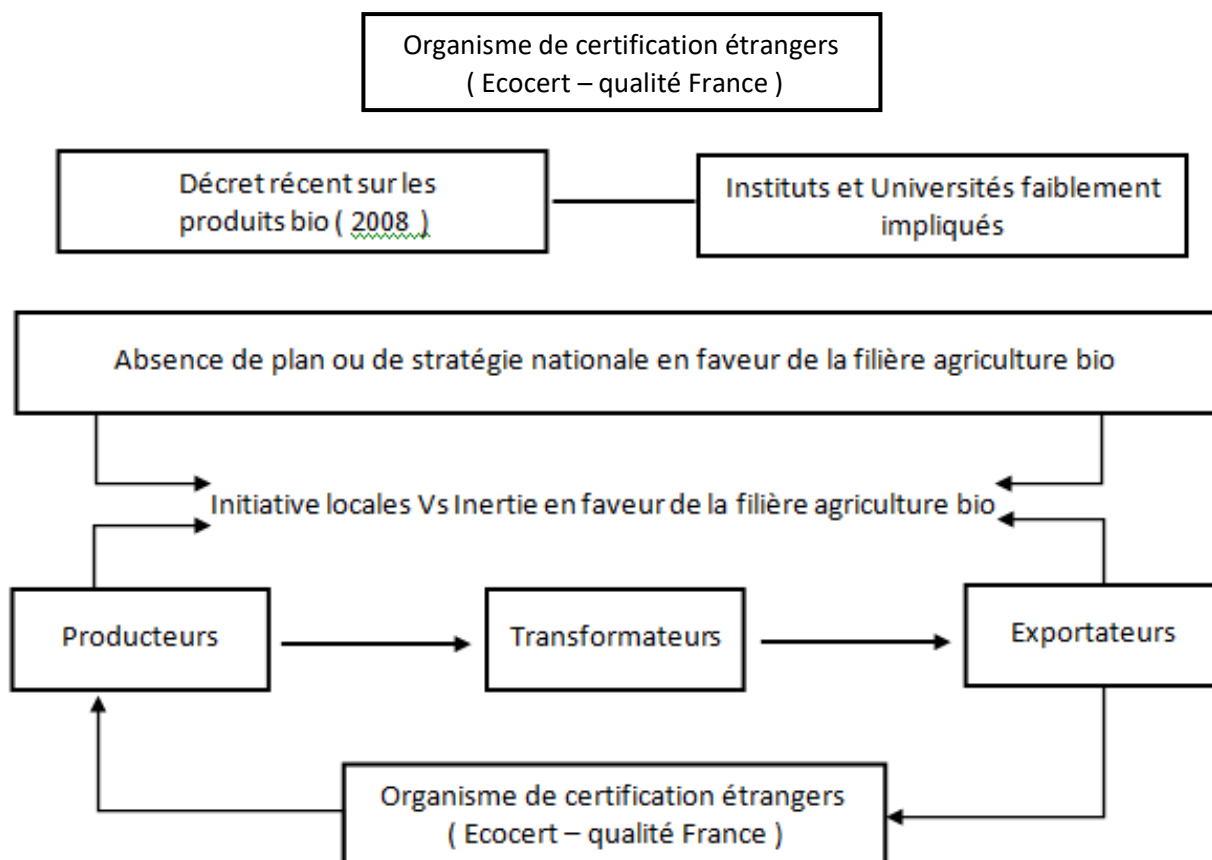 Organisme de certification étrangers
( Ecocert – qualité France )
Décret récent sur les
produits bio ( 2008 )
Instituts et Universités faiblement
impliqués
Absence de plan ou de stratégie nationale en faveur de la filière agriculture bio
Initiative locales Vs Inertie en faveur de la filière agriculture bio
Producteurs
Transformateurs
Exportateurs
Organisme de certification étrangers
( Ecocert – qualité France )